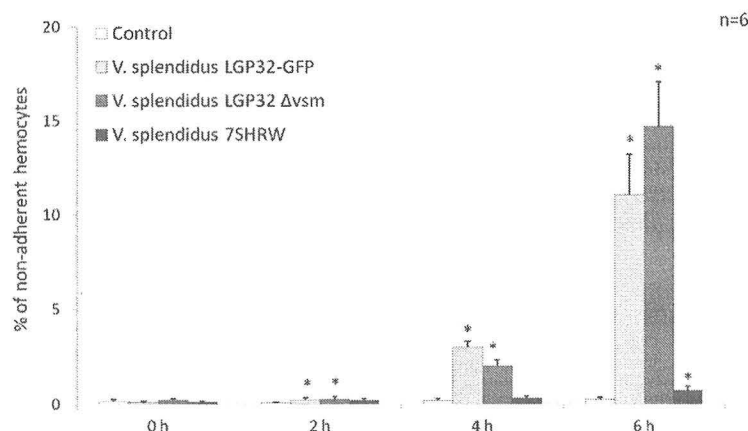 n=6
20
Control
V. splendidus LGP32-GFP
V. splendidus LGP32 Δvsm
V. splendidus 7SHRW
15
10
5
0
% of non-adherent hemocytes
* * * * * * *
0 h 2 h 4 h 6 h